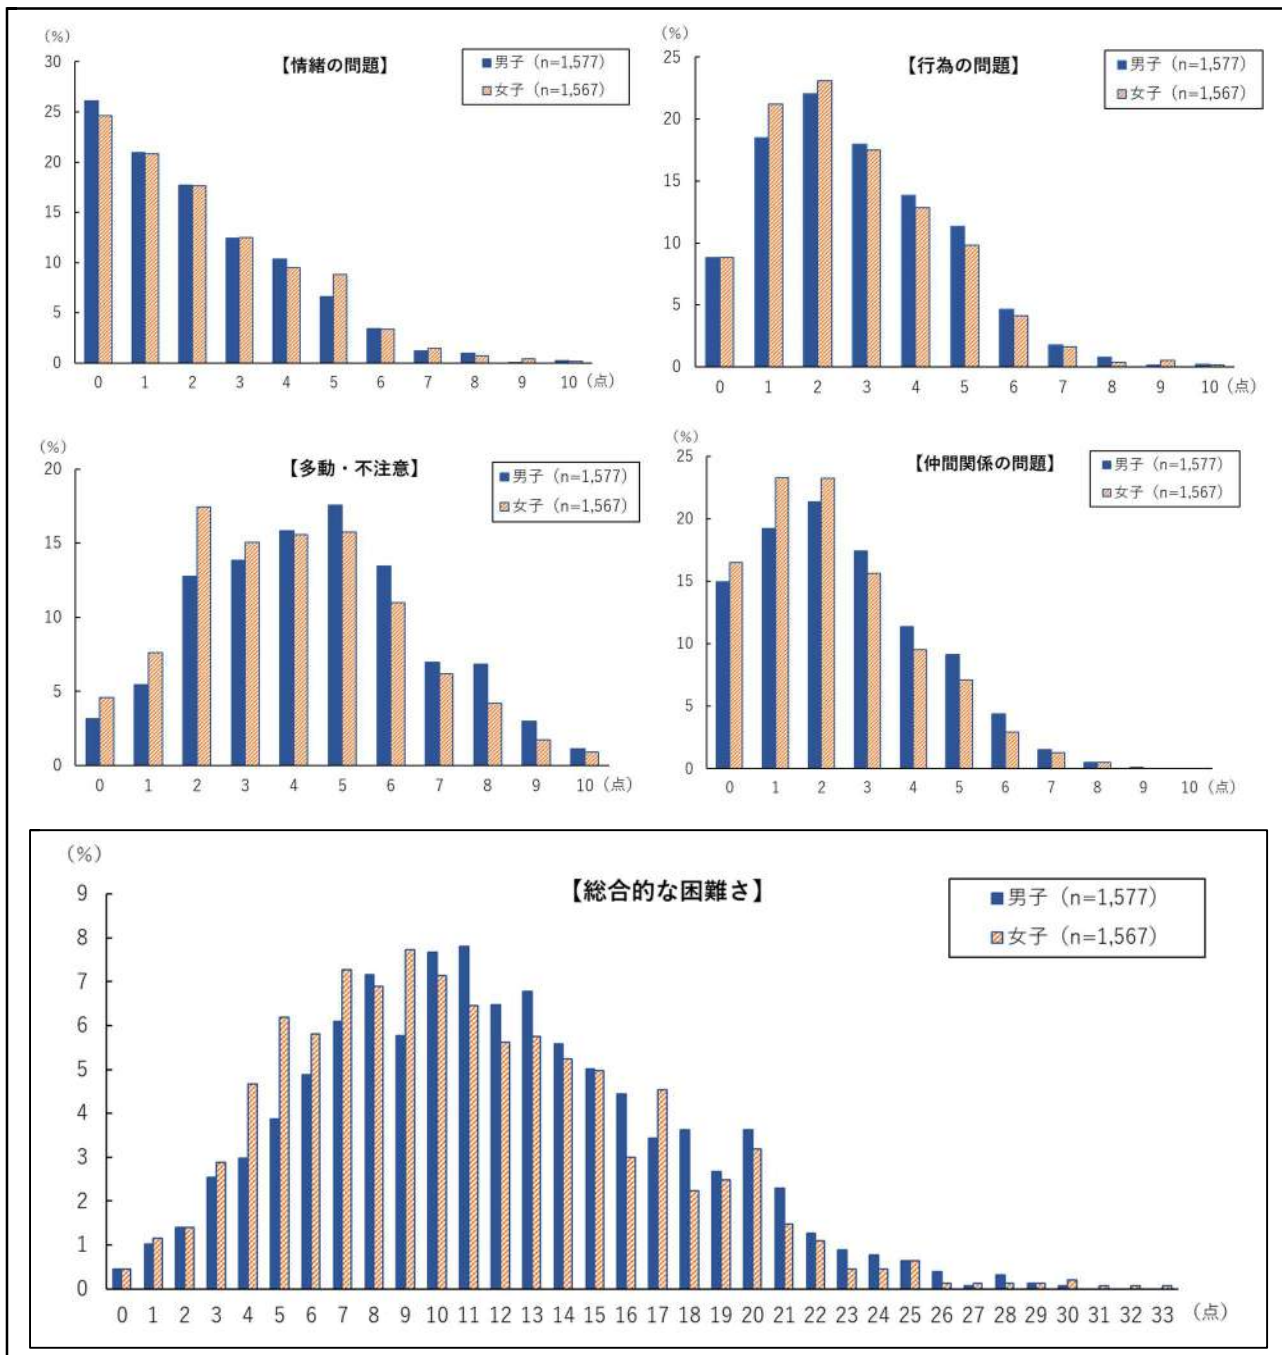 (%)
【情緒の問題】
男子（n=1,577）
女子（n=1,567）
30
25
20
15
10
5
0
0 1 2 3 4 5 6 7 8 9 10（点）
(%)
【行為の問題】
男子（n=1,577）
女子（n=1,567）
25
20
15
10
5
0
0 1 2 3 4 5 6 7 8 9 10（点）
(%)
【多動・不注意】
男子（n=1,577）
女子（n=1,567）
20
15
10
5
0
0 1 2 3 4 5 6 7 8 9 10（点）
(%)
【仲間関係の問題】
男子（n=1,577）
女子（n=1,567）
25
20
15
10
5
0
0 1 2 3 4 5 6 7 8 9 10（点）
(%)
【総合的な困難さ】
男子（n=1,577）
女子（n=1,567）
9
8
7
6
5
4
3
2
1
0
0 1 2 3 4 5 6 7 8 9 10 11 12 13 14 15 16 17 18 19 20 21 22 23 24 25 26 27 28 29 30 31 32 33（点）